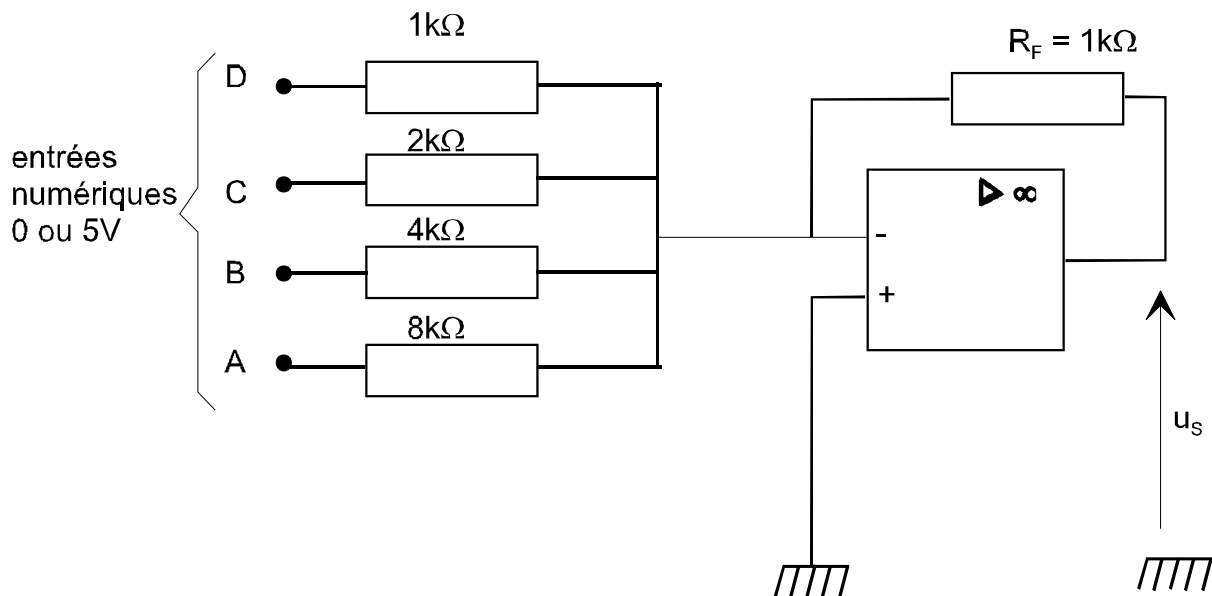 1kΩ
R_F = 1kΩ
D
2kΩ
entrées
numériques
0 ou 5V
C
4kΩ
B
8kΩ
A
▷ ∞
-
+
u_S